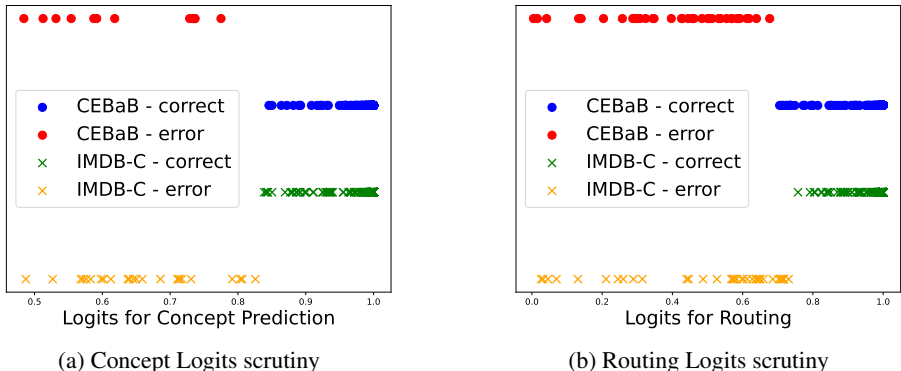 CEBaB - correct
CEBaB - error
IMDB-C - correct
IMDB-C - error
0.5 0.6 0.7 0.8 0.9 1.0
Logits for Concept Prediction
(a) Concept Logits scrutiny
CEBaB - correct
CEBaB - error
IMDB-C - correct
IMDB-C - error
0.0 0.2 0.4 0.6 0.8 1.0
Logits for Routing
(b) Routing Logits scrutiny